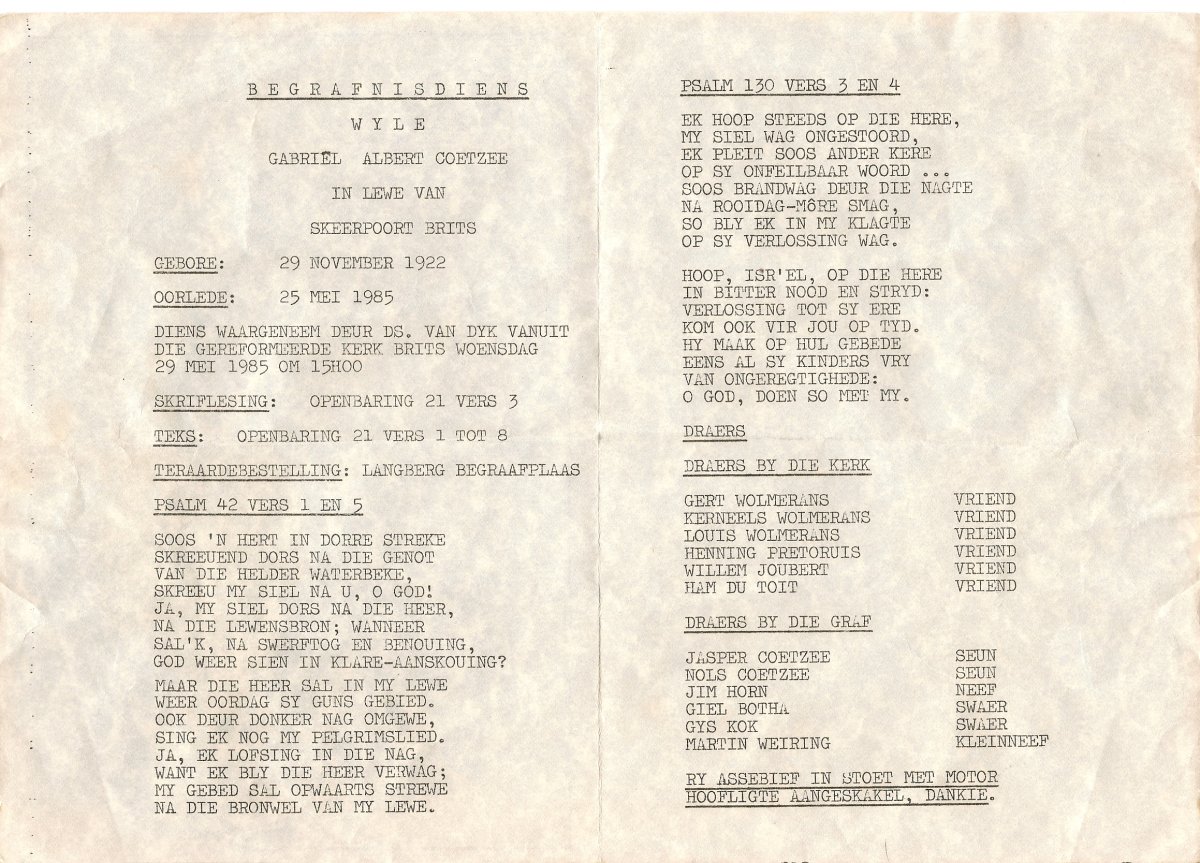 BEGRAFNISDIENS
WYLE
GABRIËL ALBERT COETZEE
IN LEWE VAN
SKEERPOORT BRITS
GEBORE: 29 NOVEMBER 1922
OORLEDE: 25 MEI 1985
DIENS WAARGENEEM DEUR DS. VAN DYK VANUIT
DIE GEREFORMEERDE KERK BRITS WOENSDAG
29 MEI 1985 OM 15H00
SKRIFLESING: OPENBARING 21 VERS 3
TEKS: OPENBARING 21 VERS 1 TOT 8
TERAARDEBESTELLING: LANGBERG BEGRAAFPLAAS
PSALM 42 VERS 1 EN 5
SOOS 'N HERT IN DORRE STREKE
SKREEUEND DORS NA DIE GENOT
VAN DIE HELDER WATERBEKE,
SKREEU MY SIEL NA U, O GOD!
JA, MY SIEL DORS NA DIE HEER,
NA DIE LEWENSBRON; WANNEER
SAL'K, NA SWERFTOG EN BENOUING,
GOD WEER SIEN IN KLARE-AANSKOUING?
MAAR DIE HEER SAL IN MY LEWE
WEER OORDAG SY GUNS GEBIED.
OOK DEUR DONKER NAG OMGEWE,
SING EK NOG MY PELGRIMSLIED.
JA, EK LOFSING IN DIE NAG,
WANT EK BLY DIE HEER VERWAG;
MY GEBED SAL OPWAARTS STREWE
NA DIE BRONWEL VAN MY LEWE.
PSALM 130 VERS 3 EN 4
EK HOOP STEEDS OP DIE HERE,
MY SIEL WAG ONGESTOORD,
EK PLEIT SOOS ANDER KERE
OP SY ONFEILBAAR WOORD ...
SOOS BRANDWAG DEUR DIE NAGTE
NA ROOIDAG-MÔRE SMAG,
SO BLY EK IN MY KLAGTE
OP SY VERLOSSING WAG.
HOOP, ISR'EL, OP DIE HERE
IN BITTER NOOD EN STRYD:
VERLOSSING TOT SY ERE
KOM OOK VIR JOU OP TYD.
HY MAAK OP HUL GEBEDE
EENS AL SY KINDERS VRY
VAN ONGEREGTIGHEDE:
O GOD, DOEN SO MET MY.
DRAERS
DRAERS BY DIE KERK
GERT WOLMERANS VRIEND
KERNEELS WOLMERANS VRIEND
LOUIS WOLMERANS VRIEND
HENNING PRETORUIS VRIEND
WILLEM JOUBERT VRIEND
HAM DU TOIT VRIEND
DRAERS BY DIE GRAF
JASPER COETZEE SEUN
NOLS COETZEE SEUN
JIM HORN NEEF
GIEL BOTHA SWAER
GYS KOK SWAER
MARTIN WEIRING KLEINNEEF
RY ASSEBIEF IN STOET MET MOTOR
HOOFLIGTE AANGESKAKEL, DANKIE.